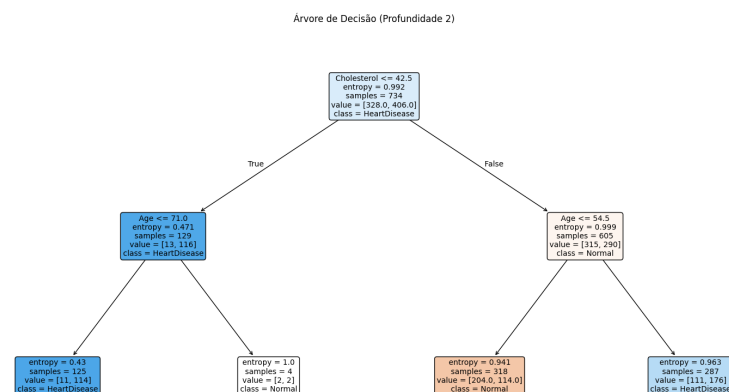 Árvore de Decisão (Profundidade 2)
Cholesterol <= 42.5
entropy = 0.992
samples = 734
value = [328.0, 406.0]
class = HeartDisease
True
False
Age <= 71.0
entropy = 0.471
samples = 129
value = [13, 116]
class = HeartDisease
Age <= 54.5
entropy = 0.999
samples = 605
value = [315, 290]
class = Normal
entropy = 0.43
samples = 125
value = [11, 114]
class = HeartDisease
entropy = 1.0
samples = 4
value = [2, 2]
class = Normal
entropy = 0.941
samples = 318
value = [204.0, 114.0]
class = Normal
entropy = 0.963
samples = 287
value = [111, 176]
class = HeartDisease